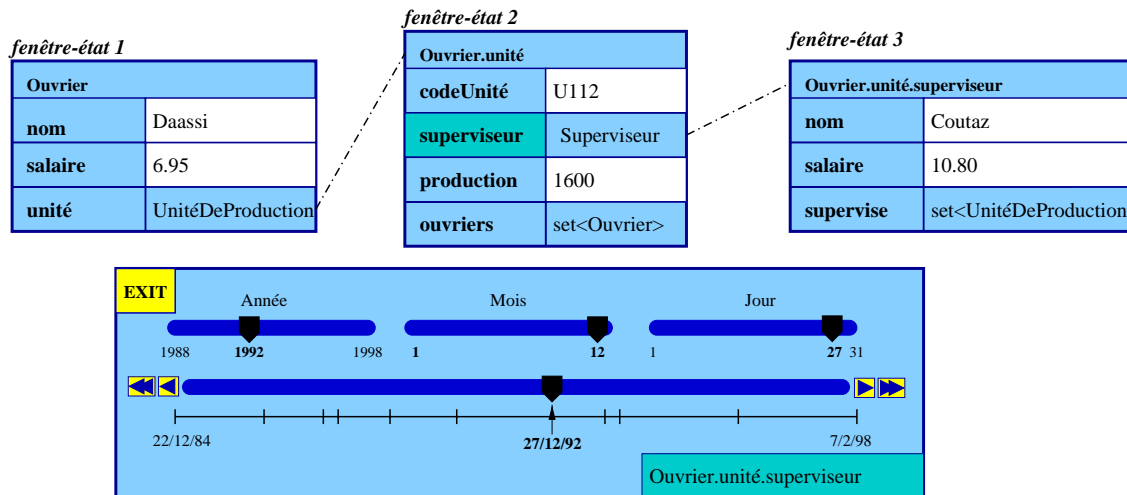 fenêtre-état 1
Ouvrier
nom Daassi
salaire 6.95
unité UnitéDeProduction
fenêtre-état 2
Ouvrier.unité
codeUnité U112
superviseur Superviseur
production 1600
ouvriers set<Ouvrier>
fenêtre-état 3
Ouvrier.unité.superviseur
nom Coutaz
salaire 10.80
supervise set<UnitéDeProduction
EXIT
Année Mois Jour
1988 1992 1998 1 12 1 27 31
22/12/84 27/12/92 7/2/98
Ouvrier.unité.superviseur